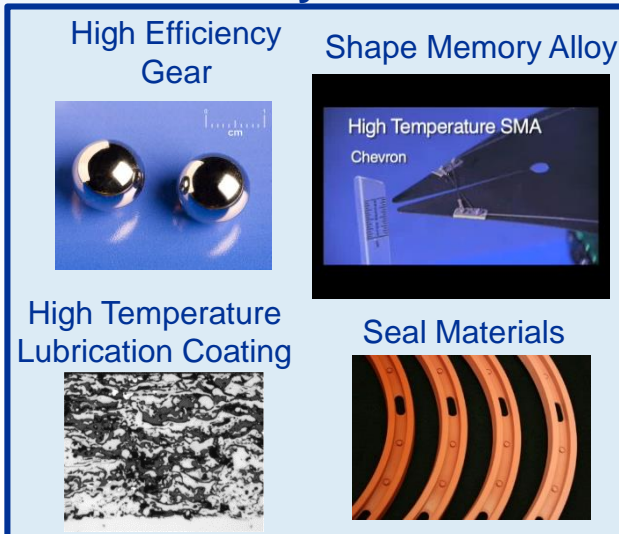 High Efficiency
Gear
Shape Memory Alloy
cm
High Temperature SMA
Chevron
High Temperature
Lubrication Coating
Seal Materials